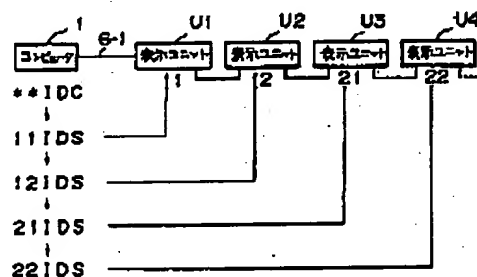 1 6-1 U1 U2 U3 U4
コンピュータ 表示ユニット 表示ユニット 表示ユニット 表示ユニット
11 12 21 22
**IDC
↓
11IDS
↓
12IDS
↓
21IDS
↓
22IDS